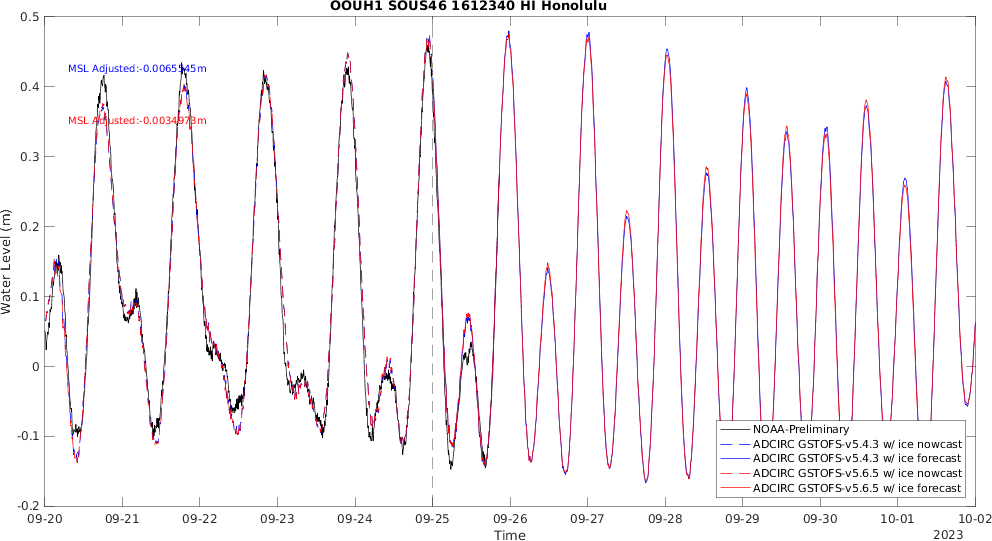 OOUH1 SOUS46 1612340 HI Honolulu
0.5
0.4
0.3
0.2
0.1
0
-0.1
-0.2
Water Level (m)
MSL Adjusted:-0.0065545m
MSL Adjusted:-0.0034973m
NOAA-Preliminary
ADCIRC GSTOFS-v5.4.3 w/ ice nowcast
ADCIRC GSTOFS-v5.4.3 w/ ice forecast
ADCIRC GSTOFS-v5.6.5 w/ ice nowcast
ADCIRC GSTOFS-v5.6.5 w/ ice forecast
09-20 09-21 09-22 09-23 09-24 09-25 09-26 09-27 09-28 09-29 09-30 10-01 10-02
Time
2023